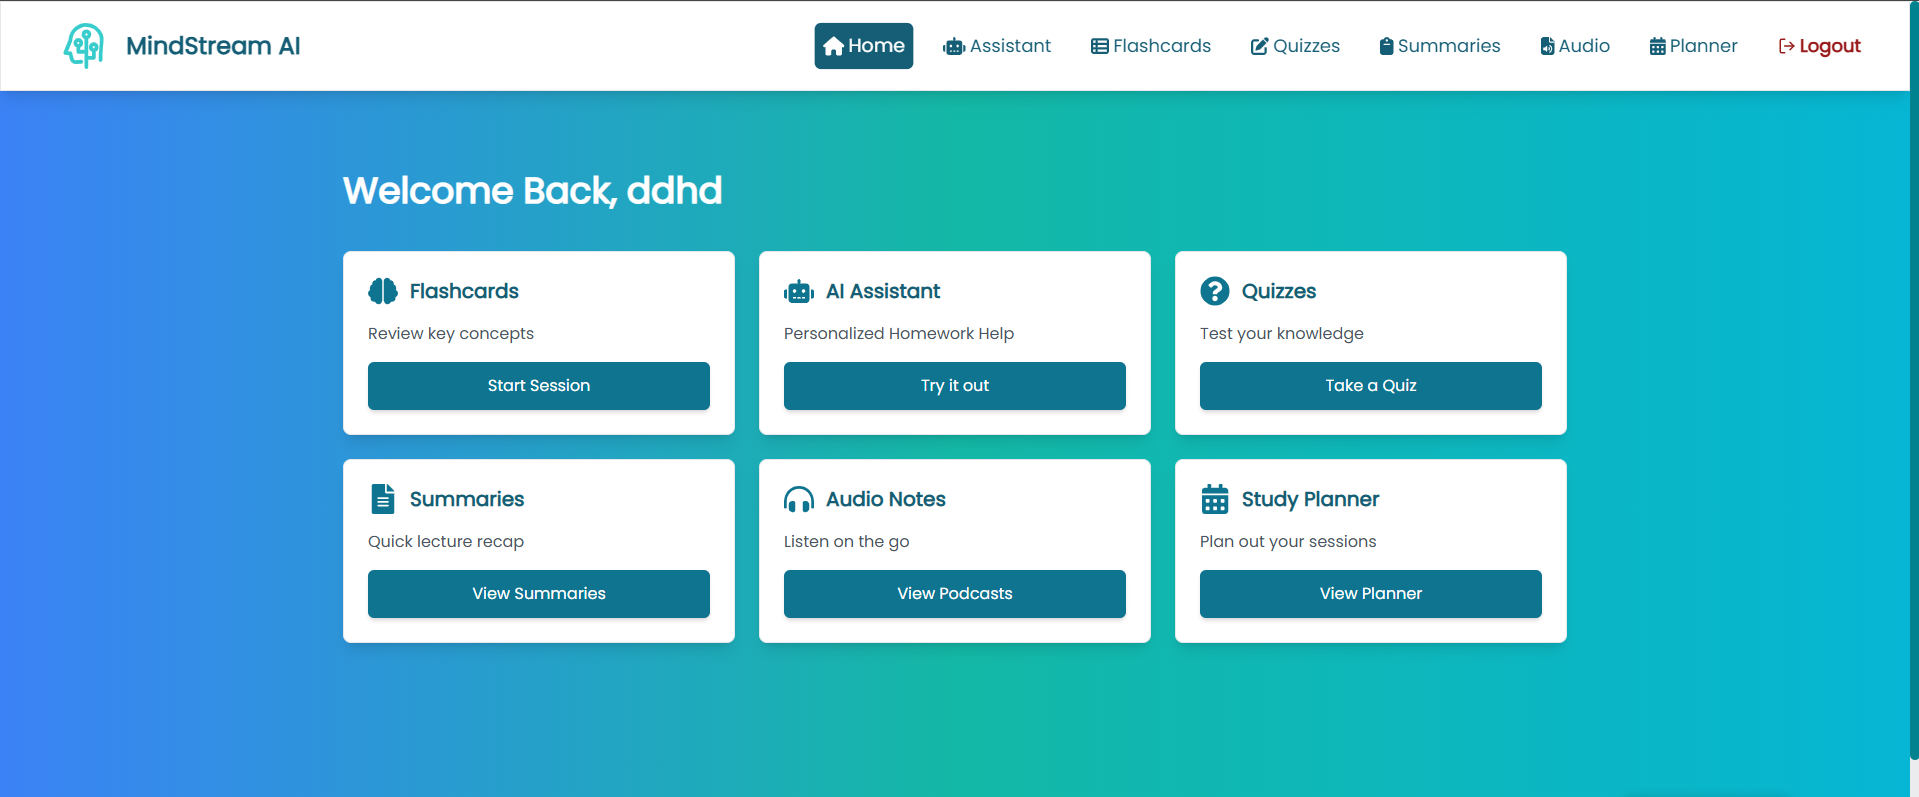 MindStream AI
Home Assistant Flashcards Quizzes Summaries Audio Planner Logout
Welcome Back, ddhd
Flashcards
Review key concepts
Start Session
AI Assistant
Personalized Homework Help
Try it out
Quizzes
Test your knowledge
Take a Quiz
Summaries
Quick lecture recap
View Summaries
Audio Notes
Listen on the go
View Podcasts
Study Planner
Plan out your sessions
View Planner